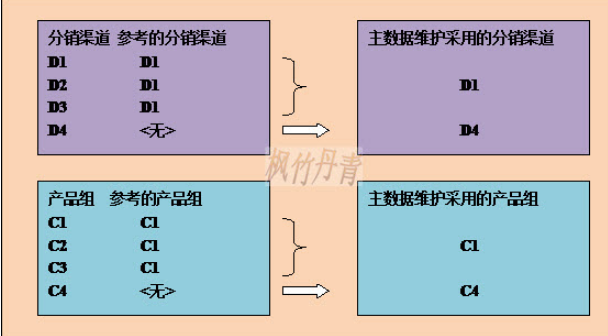 分销渠道 参考的分销渠道
D1 D1
D2 D1
D3 D1
D4 <无>
主数据维护采用的分销渠道
D1
D4
枫竹丹青
产品组 参考的产品组
C1 C1
C2 C1
C3 C1
C4 <无>
主数据维护采用的产品组
C1
C4